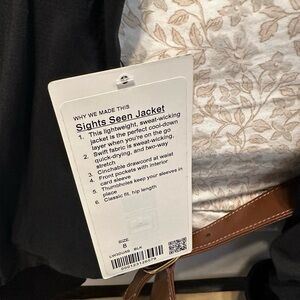 WHY WE MADE THIS
Sights Seen Jacket
1. This lightweight, sweat-wicking
jacket is the perfect cool-down
layer when you're on the go
2. Swift fabric is sweat-wicking,
quick-drying, and two-way
stretch
3. Cinchable drawcord at waist
4. Front pockets with interior
card sleeve
5. Thumbholes keep your sleeves in
place
6. Classic fit, hip length
SIZE
8